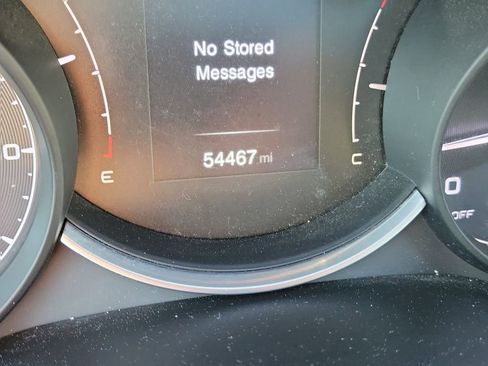 No Stored
Messages
54467 mi
E
C
0
0
OFF